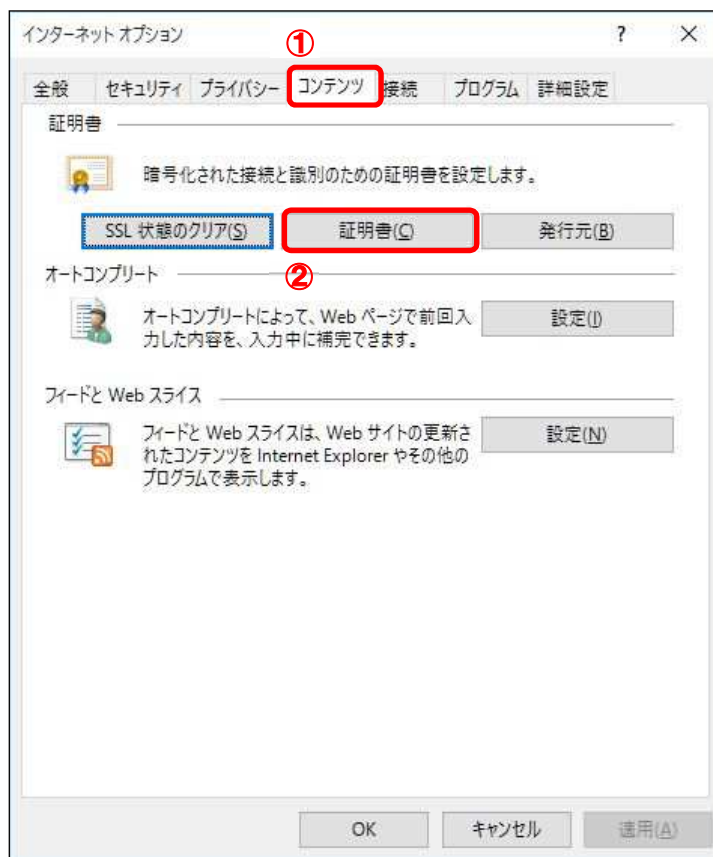 インターネット オプション ? ×
①
全般 セキュリティ プライバシー コンテンツ 接続 プログラム 詳細設定
証明書
暗号化された接続と識別のための証明書を設定します。
SSL 状態のクリア(S) 証明書(C) 発行元(B)
②
オートコンプリート
オートコンプリートによって、Web ページで前回入
力した内容を、入力中に補完できます。
設定(I)
フィードと Web スライス
フィードと Web スライスは、Web サイトの更新さ
れたコンテンツを Internet Explorer やその他の
プログラムで表示します。
設定(N)
OK キャンセル 適用(A)